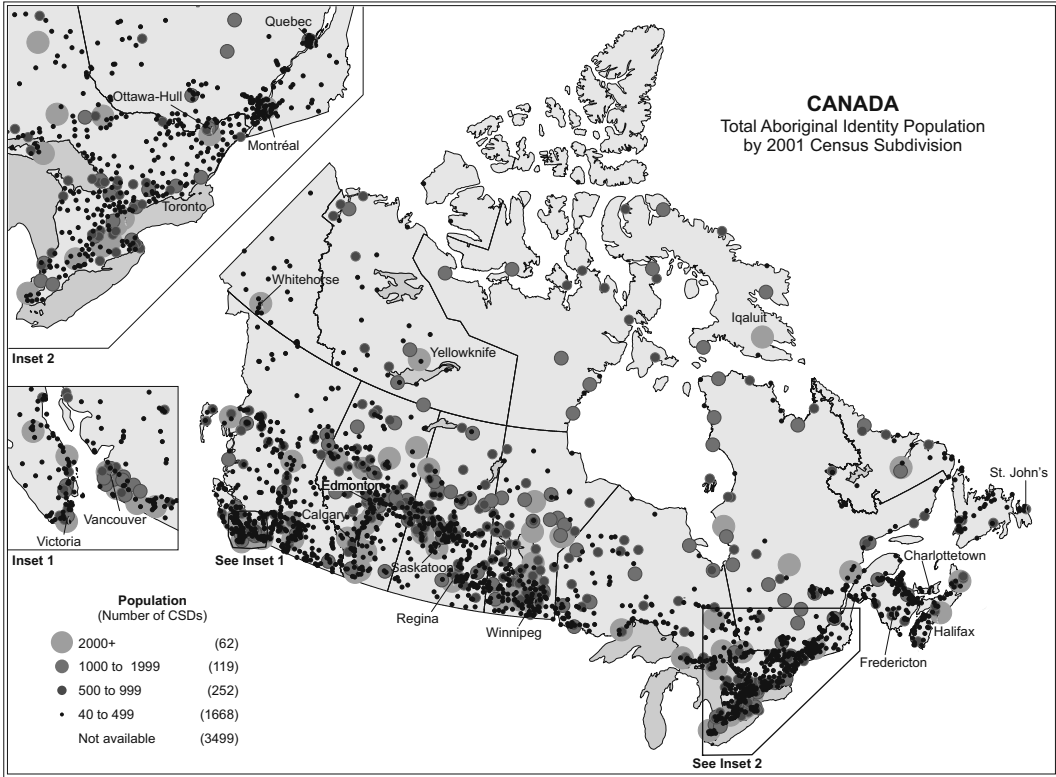 CANADA
Total Aboriginal Identity Population
by 2001 Census Subdivision
Quebec
Ottawa-Hull
Montréal
Toronto
Inset 2
Vancouver
Victoria
Inset 1
Whitehorse
Yellowknife
Iqaluit
Edmonton
Calgary
Saskatoon
Regina
Winnipeg
See Inset 1
St. John's
Charlottetown
Halifax
Fredericton
See Inset 2
Population
(Number of CSDs)
2000+ (62)
1000 to 1999 (119)
500 to 999 (252)
40 to 499 (1668)
Not available (3499)